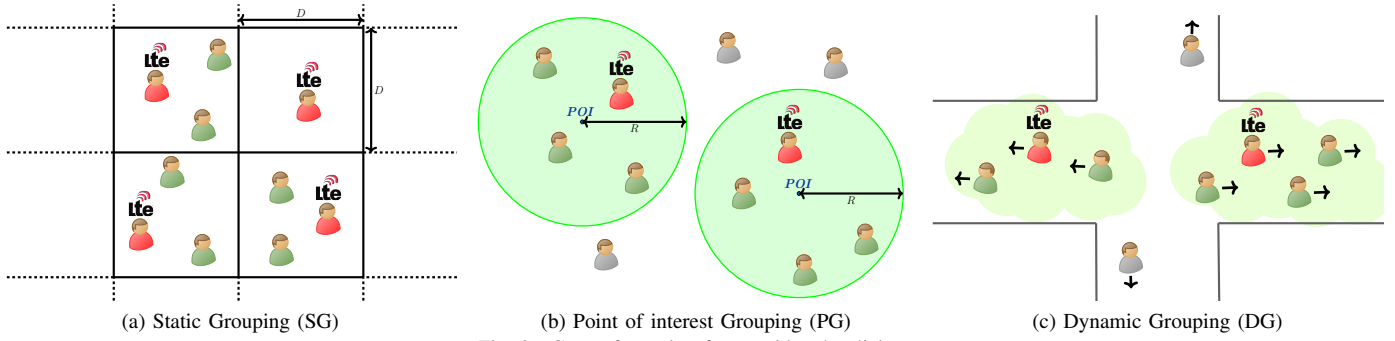 D
D
Lte
Lte
Lte
Lte
(a) Static Grouping (SG)
Lte
POI
R
Lte
POI
R
(b) Point of interest Grouping (PG)
Lte
Lte
(c) Dynamic Grouping (DG)